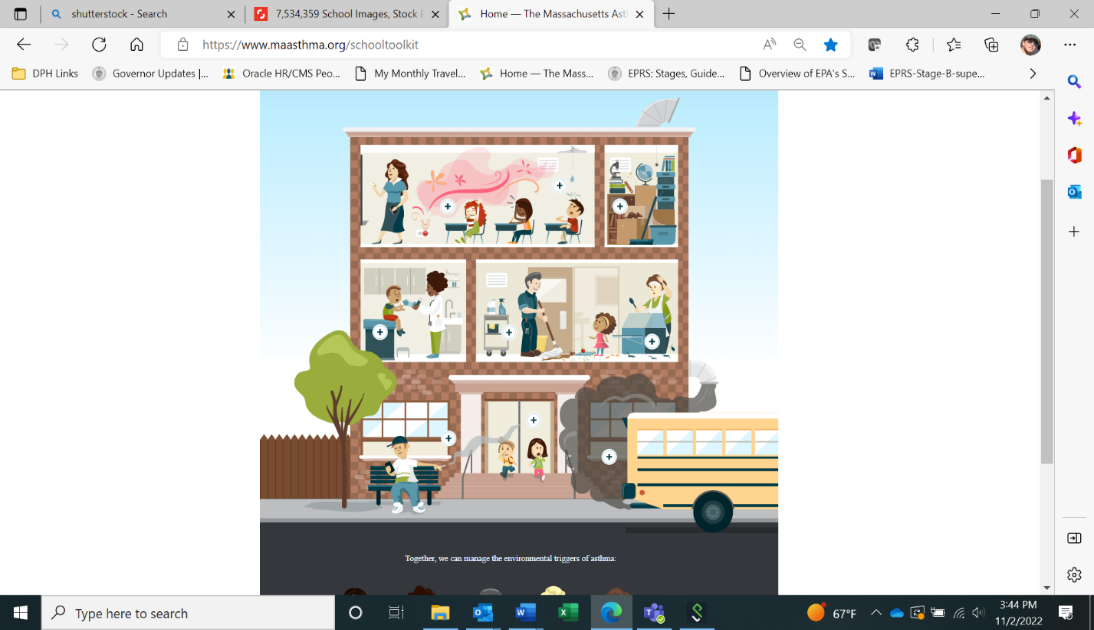 shutterstock - Search
7,534,359 School Images, Stock
Home — The Massachusetts Ast
https://www.maasthma.org/schooltoolkit
DPH Links
Governor Updates |...
Oracle HR/CMS Peo...
My Monthly Travel...
Home — The Mass...
EPRS: Stages, Guide...
Overview of EPA's S...
EPRS-Stage-B-supe...
Together, we can manage the environmental triggers of asthma:
Type here to search
67°F
3:44 PM
11/2/2022